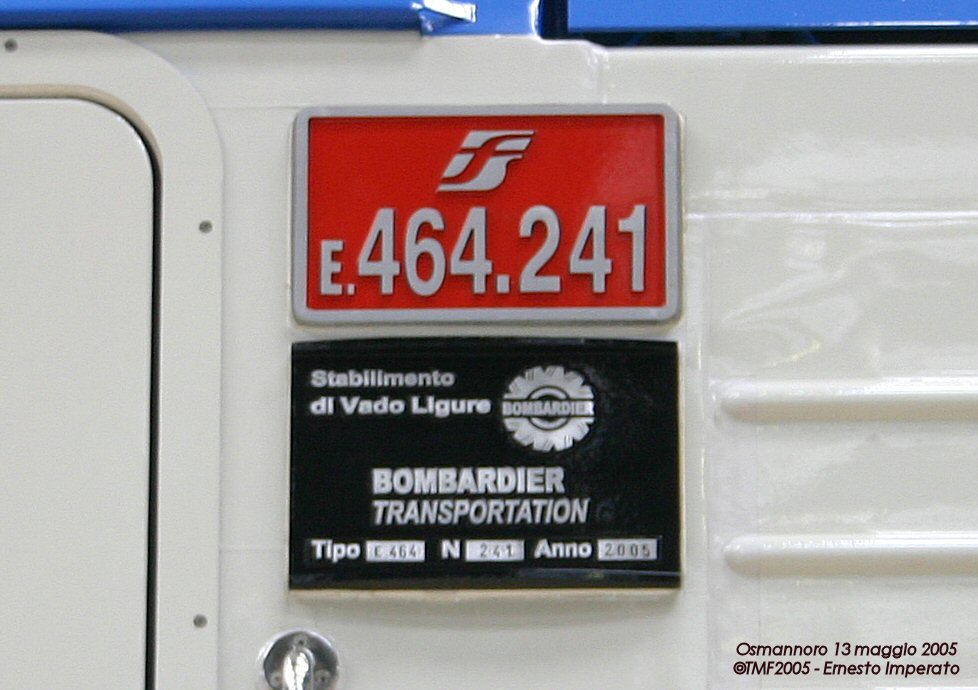 E.464.241
Stabilimento
di Vado Ligure
BOMBARDIER
BOMBARDIER
TRANSPORTATION
Tipo E.464 N 241 Anno 2005
Osmannoro 13 maggio 2005
©TMF2005 - Ernesto Imperato